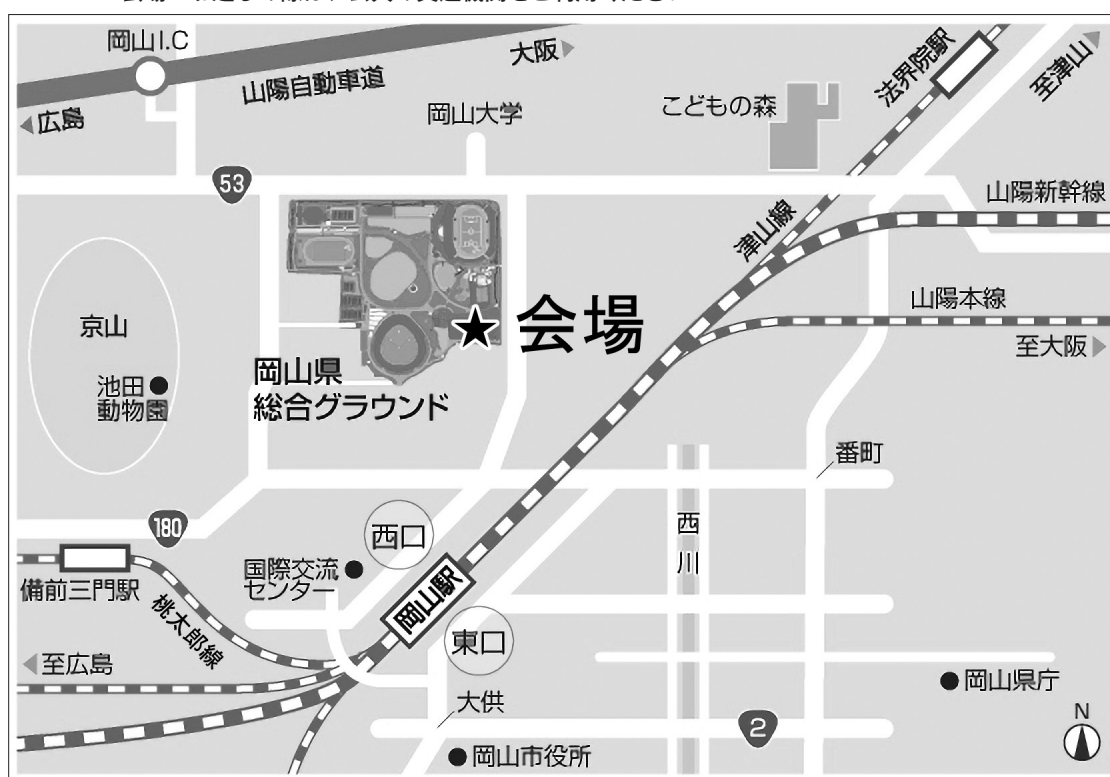 岡山I.C
大阪
山陽自動車道
広島
岡山大学
こどもの森
法界院駅
至津山
53
山陽新幹線
津山線
山陽本線
至大阪
会場
岡山県
総合グラウンド
京山
池田
動物園
番町
180
西口
西川
国際交流
センター
岡山駅
備前三門駅
桃太郎線
東口
至広島
岡山県庁
大供
2
岡山市役所
N